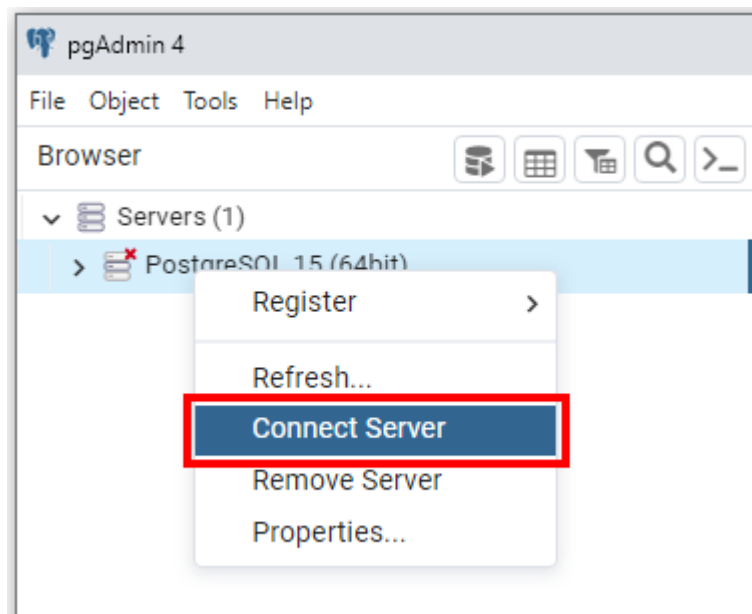 pgAdmin 4
File Object Tools Help
Browser
Servers (1)
PostgreSQL 15 (64bit)
Register
Refresh...
Connect Server
Remove Server
Properties...